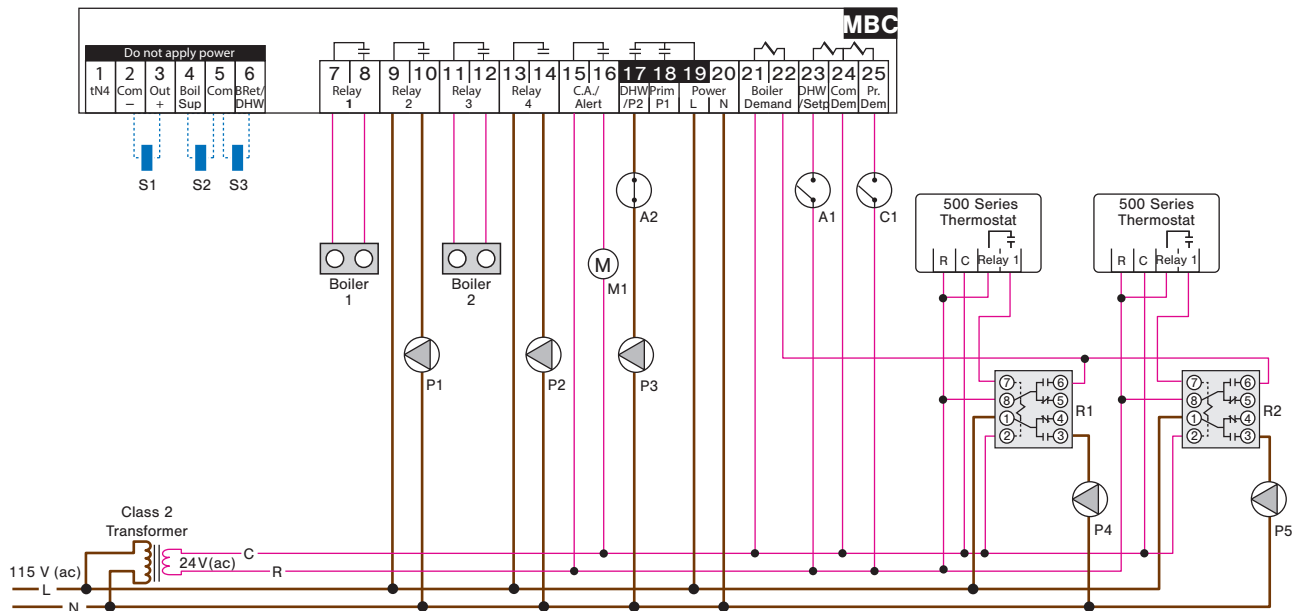 MBC
Do not apply power
1 2 3 4 5 6 7 8 9 10 11 12 13 14 15 16 17 18 19 20 21 22 23 24 25
tN4 Com Out Boil Com BRet/ Relay Relay Relay Relay C.A./ DHW Prim Power Boiler DHW Com Pr.
− + Sup DHW 1 2 3 4 Alert /P2 P1 L N Demand /Setp Dem Dem
S1 S2 S3
A2 A1 C1
500 Series
Thermostat
R C Relay 1
500 Series
Thermostat
R C Relay 1
Boiler
1
Boiler
2
M
M1
P1 P2 P3
7 6
8 5
1 4
2 3
R1
7 6
8 5
1 4
2 3
R2
P4 P5
Class 2
Transformer
C
24V(ac)
R
115 V (ac)
L
N